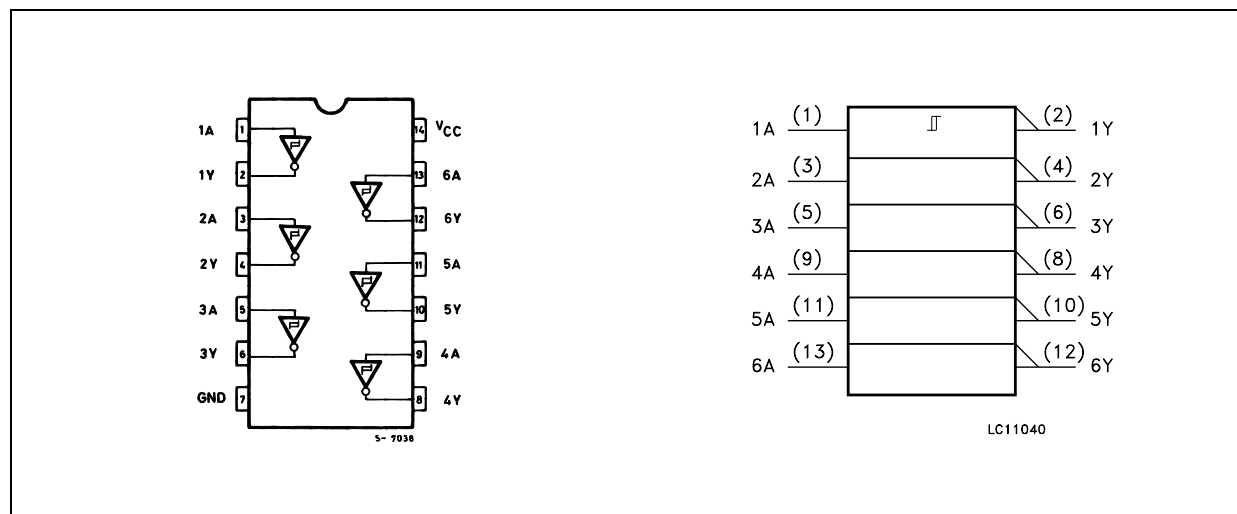 1A 1 14 VCC
1Y 2 13 6A
2A 3 12 6Y
2Y 4 11 5A
3A 5 10 5Y
3Y 6 9 4A
GND 7 8 4Y
S- 7038
1A (1) (2) 1Y
2A (3) (4) 2Y
3A (5) (6) 3Y
4A (9) (8) 4Y
5A (11) (10) 5Y
6A (13) (12) 6Y
LC11040